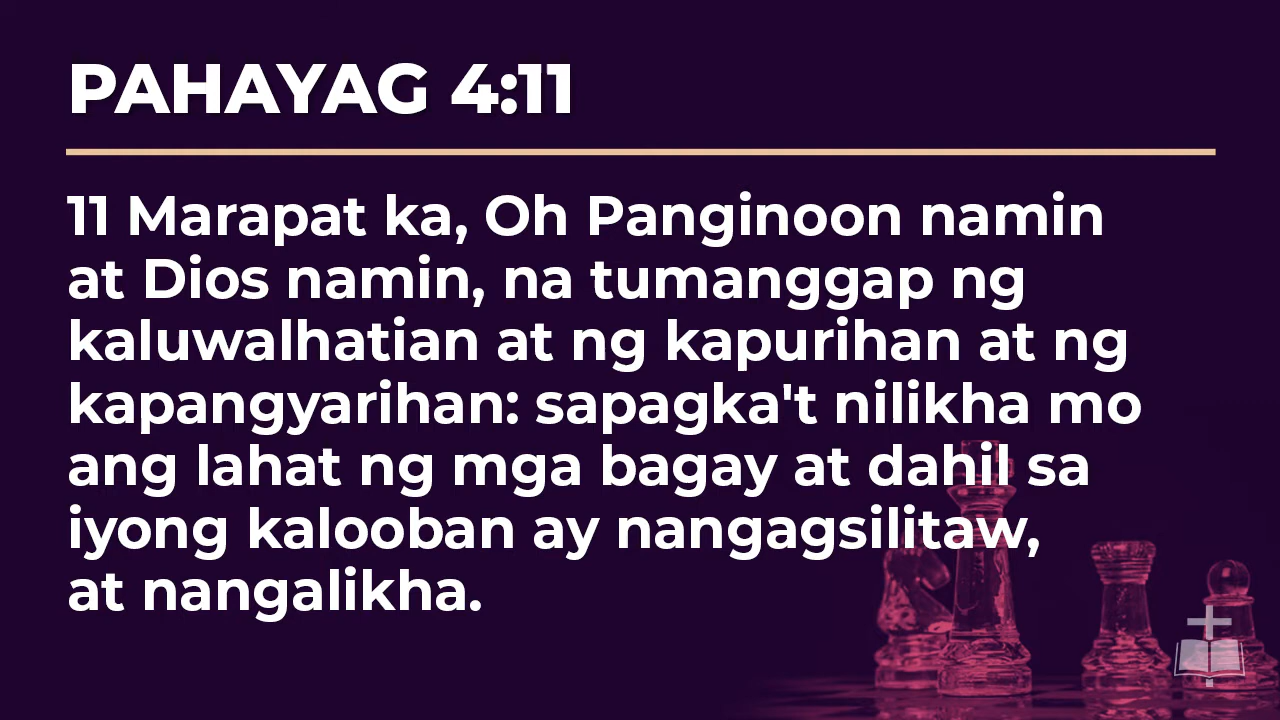 PAHAYAG 4:11
11 Marapat ka, Oh Panginoon namin
at Dios namin, na tumanggap ng
kaluwalhatian at ng kapurihan at ng
kapangyarihan: sapagka't nilikha mo
ang lahat ng mga bagay at dahil sa
iyong kalooban ay nangagsilitaw,
at nangalikha.